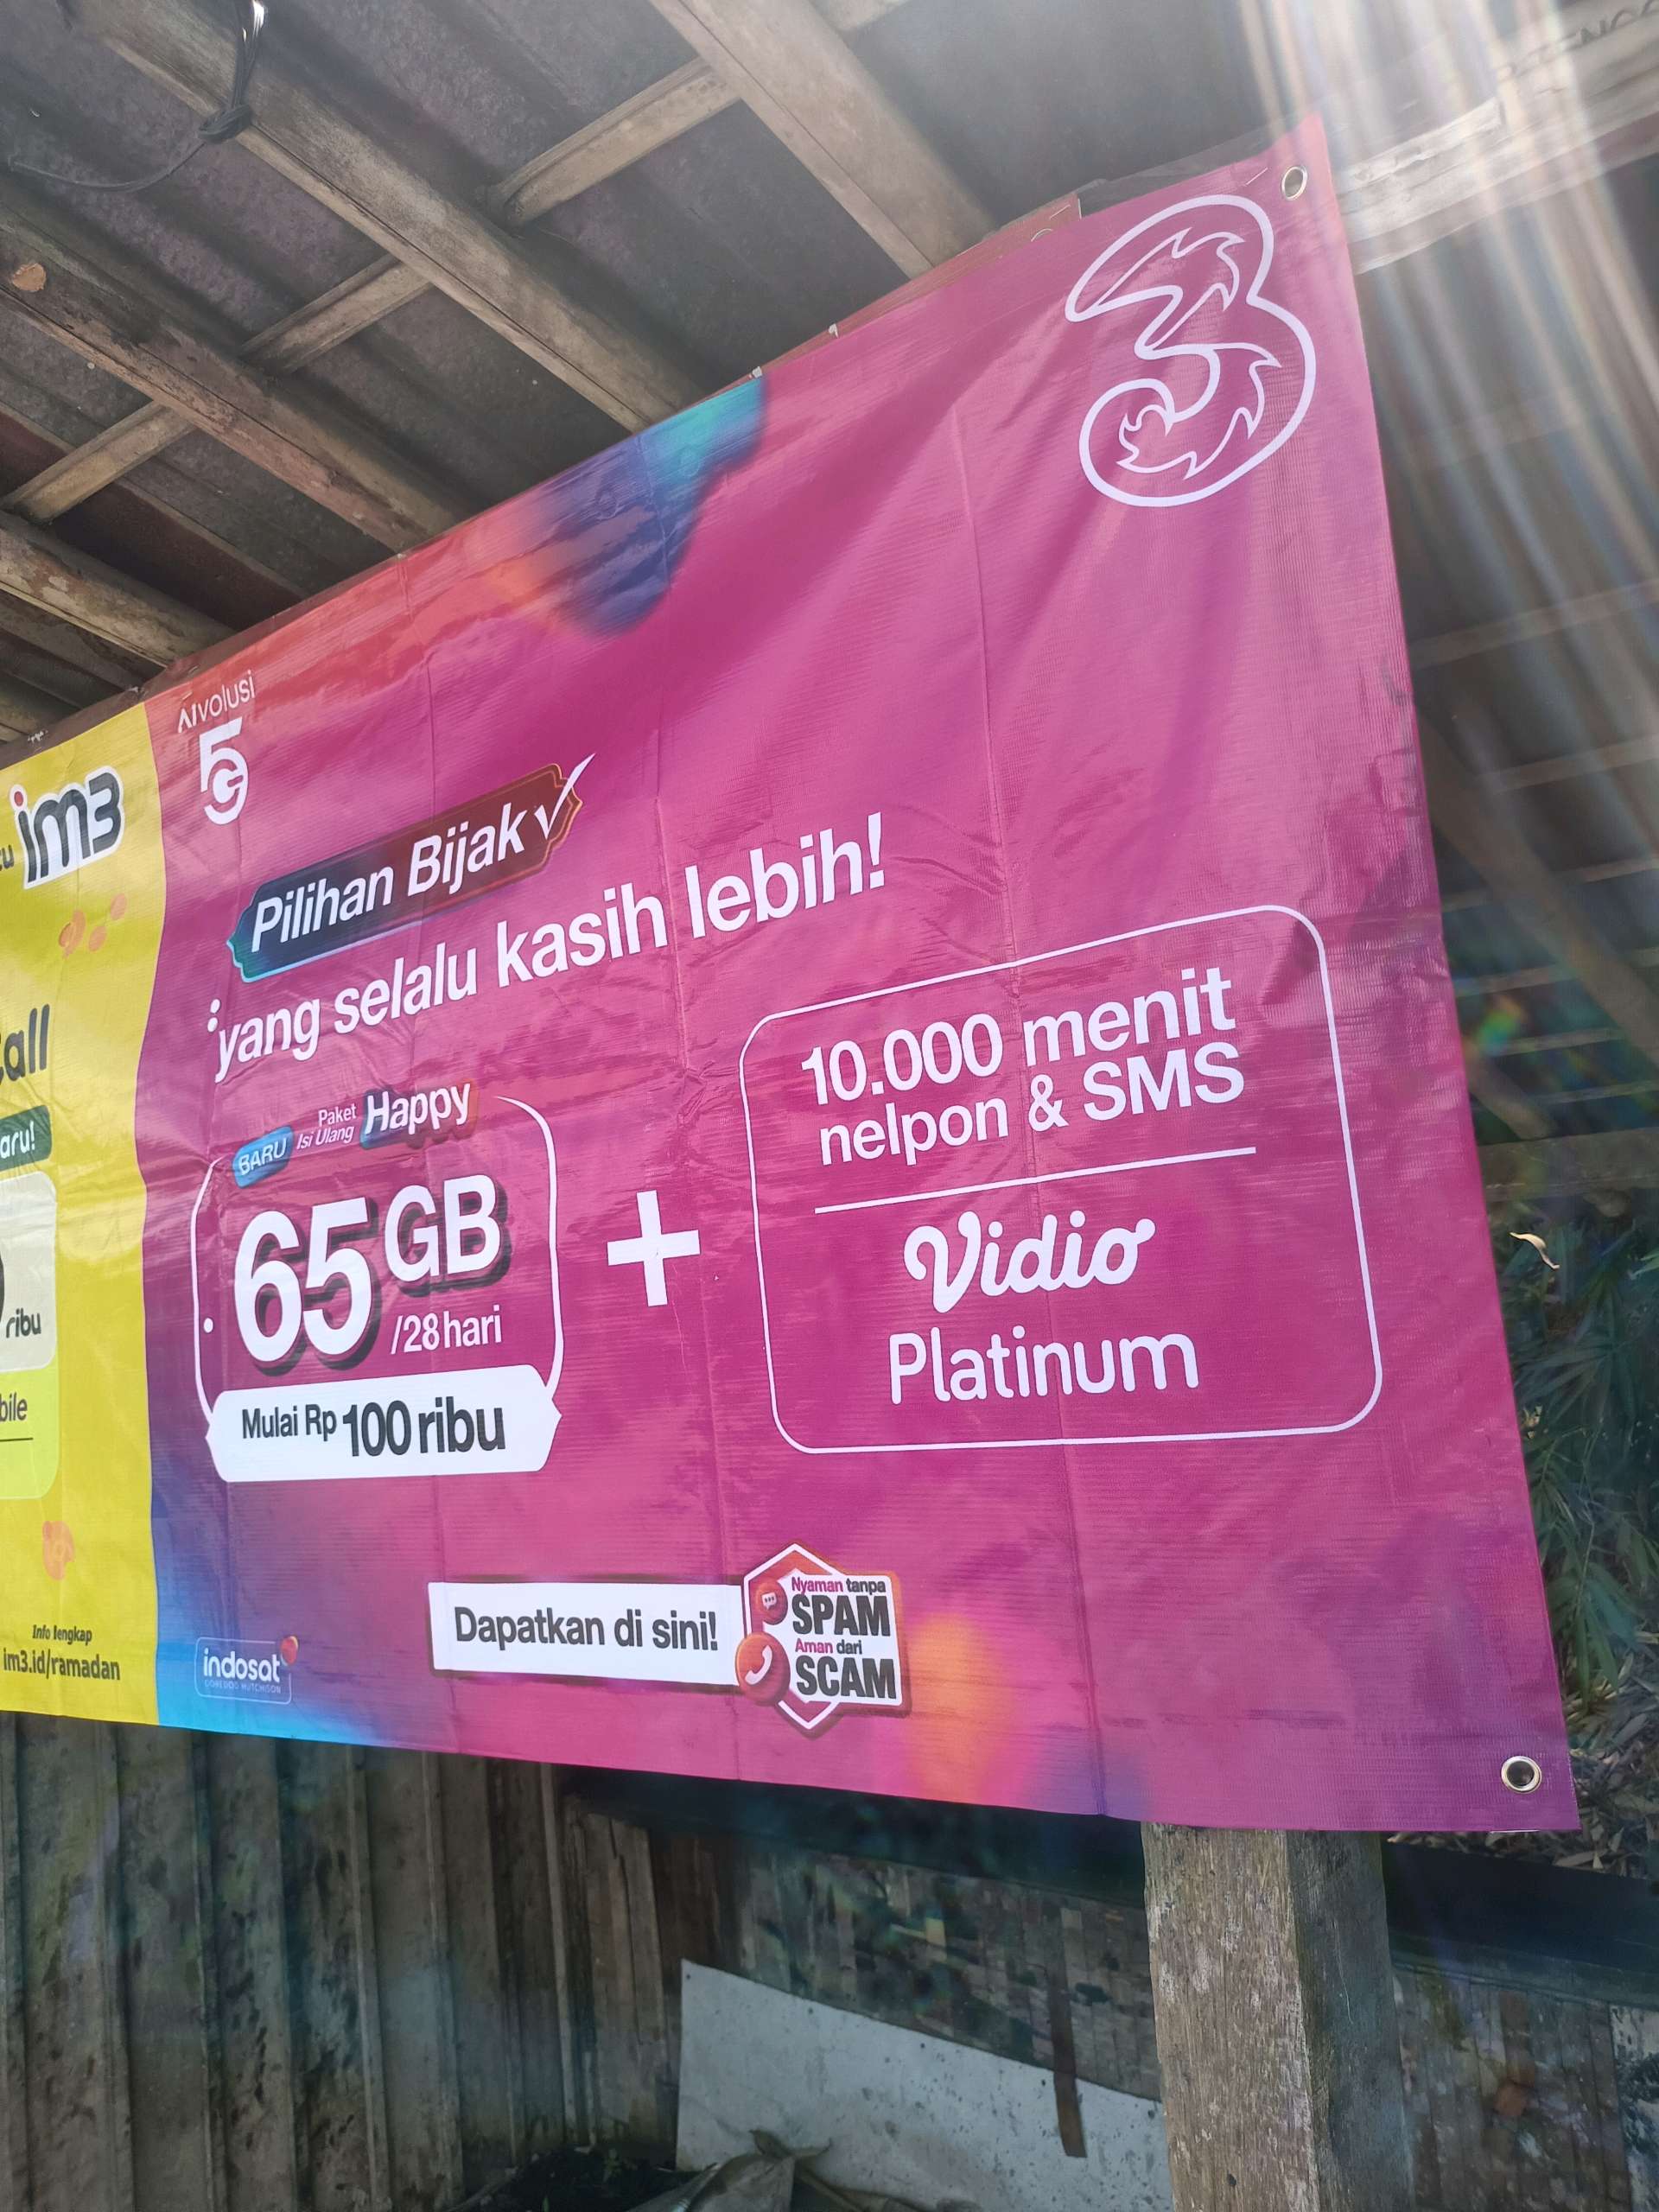 im3
all
aru!
ribu
bile
Info lengkap
im3.id/ramadan
AIvolusi
5G
3
Pilihan Bijak
yang selalu kasih lebih!
BARU Paket Isi Ulang Happy
65 GB
/28 hari
Mulai Rp 100 ribu
+
10.000 menit
nelpon & SMS
Vidio
Platinum
Dapatkan di sini!
Nyaman tanpa
SPAM
Aman dari
SCAM
indosat
OOREDOO HUTCHISON